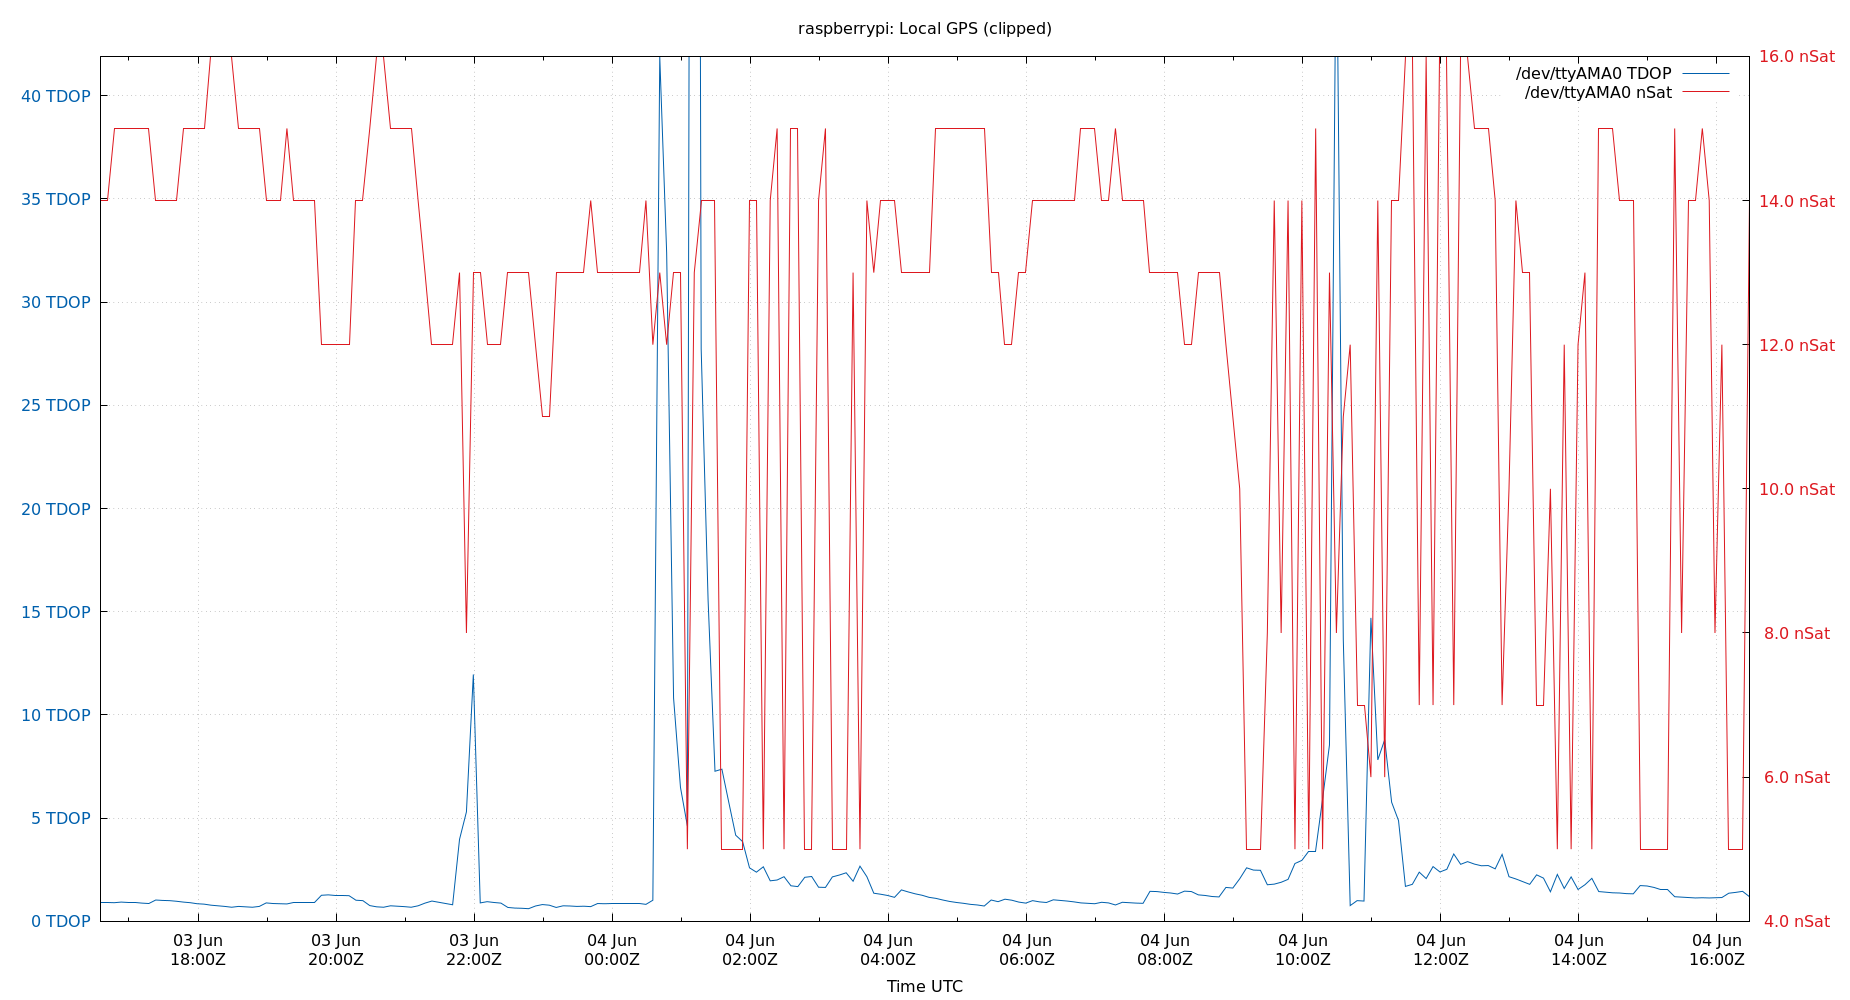 raspberrypi: Local GPS (clipped)
/dev/ttyAMA0 TDOP
/dev/ttyAMA0 nSat
40 TDOP
35 TDOP
30 TDOP
25 TDOP
20 TDOP
15 TDOP
10 TDOP
5 TDOP
0 TDOP
16.0 nSat
14.0 nSat
12.0 nSat
10.0 nSat
8.0 nSat
6.0 nSat
4.0 nSat
03 Jun
18:00Z
03 Jun
20:00Z
03 Jun
22:00Z
04 Jun
00:00Z
04 Jun
02:00Z
04 Jun
04:00Z
04 Jun
06:00Z
04 Jun
08:00Z
04 Jun
10:00Z
04 Jun
12:00Z
04 Jun
14:00Z
04 Jun
16:00Z
Time UTC